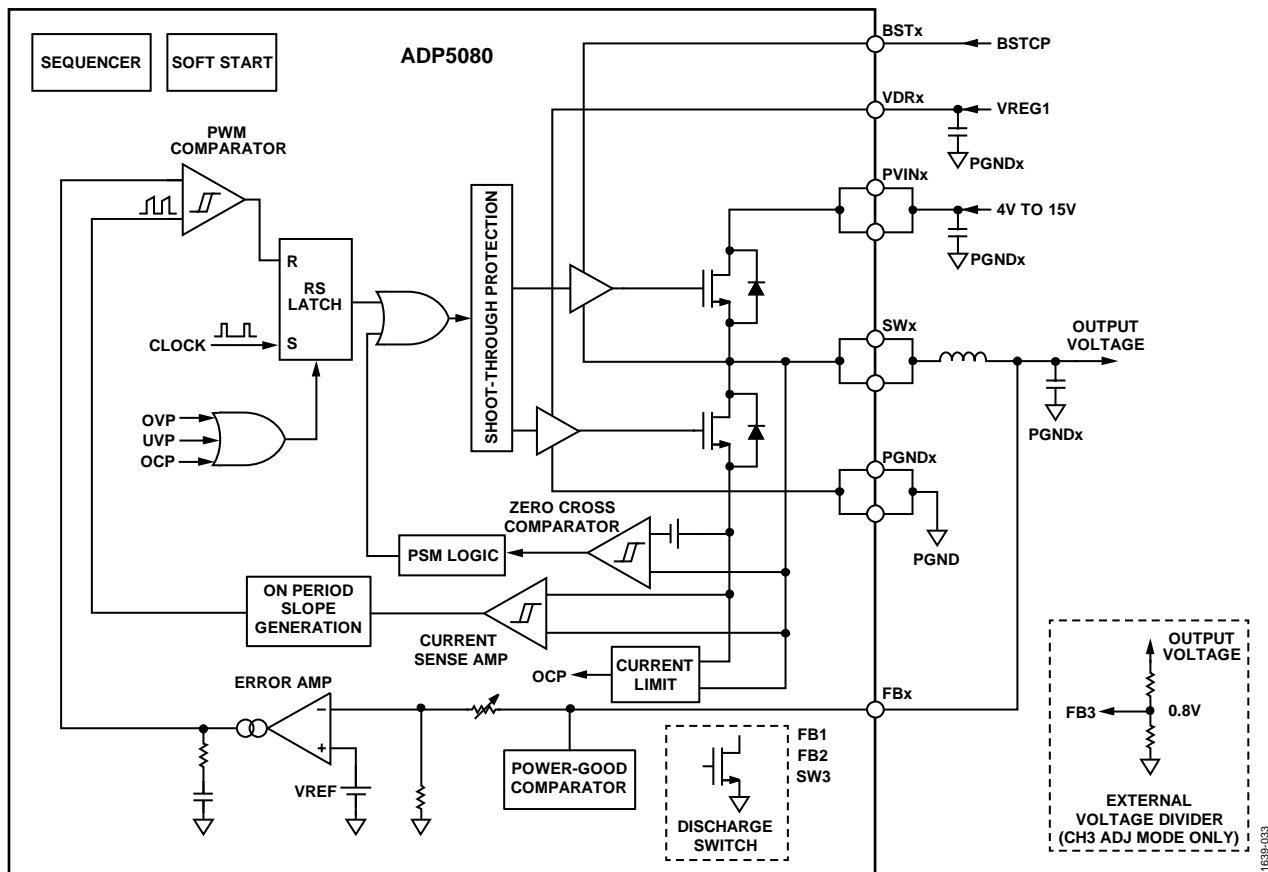 SEQUENCER
SOFT START
ADP5080
BSTx
BSTCP
VDRx
VREG1
PGNDx
PWM
COMPARATOR
PVINx
4V TO 15V
PGNDx
SHOOT-THROUGH PROTECTION
R
RS
LATCH
S
CLOCK
SWx
OUTPUT
VOLTAGE
PGNDx
OVP
UVP
OCP
PGNDx
PGND
ZERO CROSS
COMPARATOR
PSM LOGIC
ON PERIOD
SLOPE
GENERATION
CURRENT
SENSE AMP
OCP
CURRENT
LIMIT
ERROR AMP
FBx
VREF
–
+
POWER-GOOD
COMPARATOR
FB1
FB2
SW3
DISCHARGE
SWITCH
OUTPUT
VOLTAGE
FB3
0.8V
EXTERNAL
VOLTAGE DIVIDER
(CH3 ADJ MODE ONLY)
1639-033